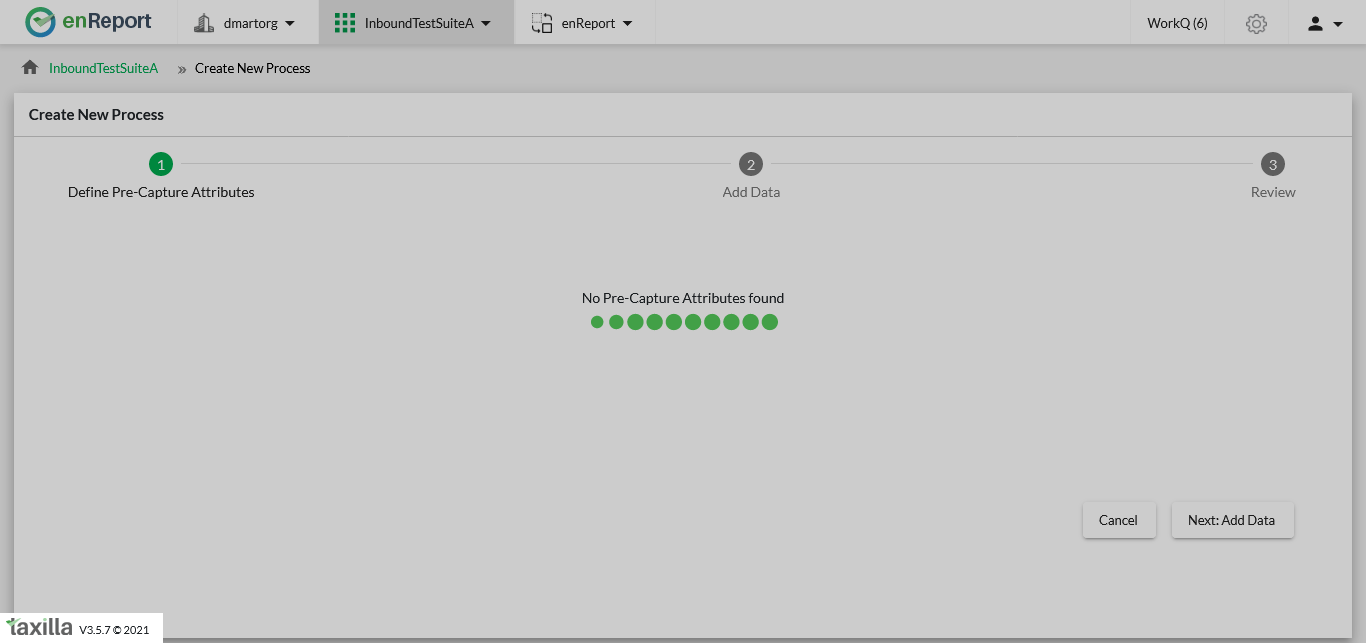 enReport dmartorg InboundTestSuiteA enReport WorkQ (6)
InboundTestSuiteA » Create New Process
Create New Process
1 2 3
Define Pre-Capture Attributes Add Data Review
No Pre-Capture Attributes found
Cancel Next: Add Data
taxilla V3.5.7 © 2021